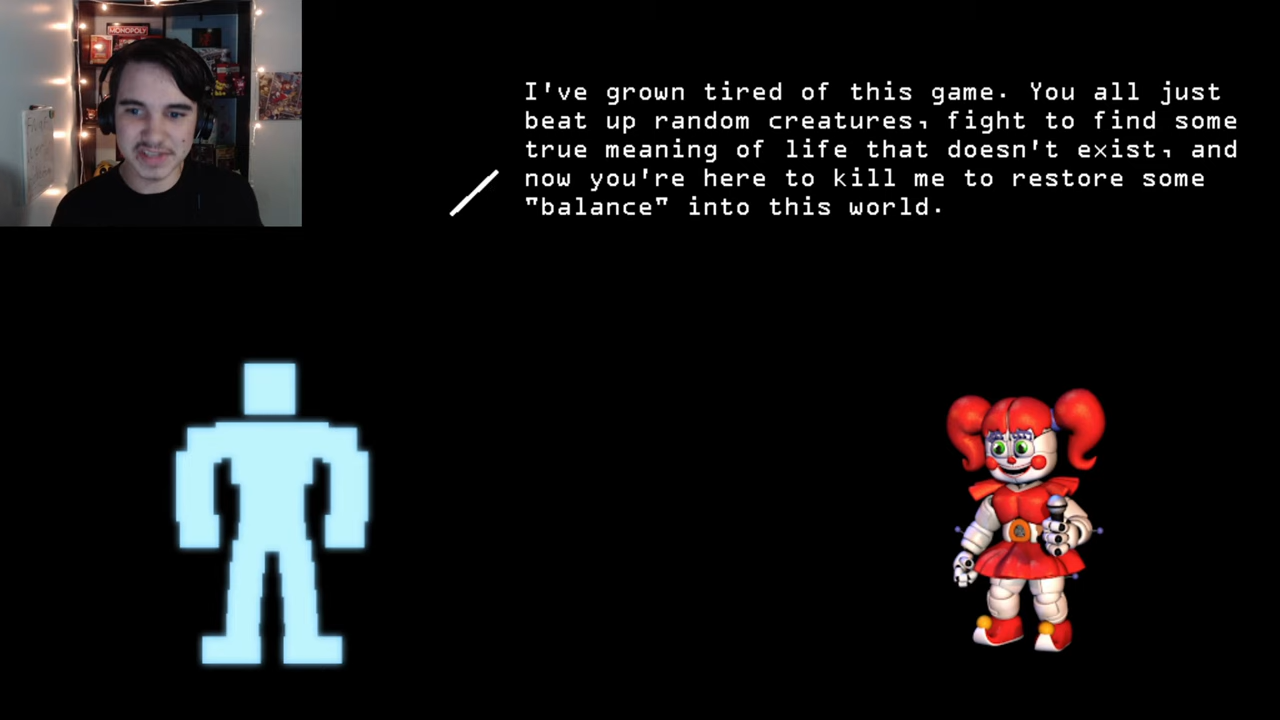 MONOPOLY
I've grown tired of this game. You all just
beat up random creatures, fight to find some
true meaning of life that doesn't exist, and
now you're here to kill me to restore some
"balance" into this world.